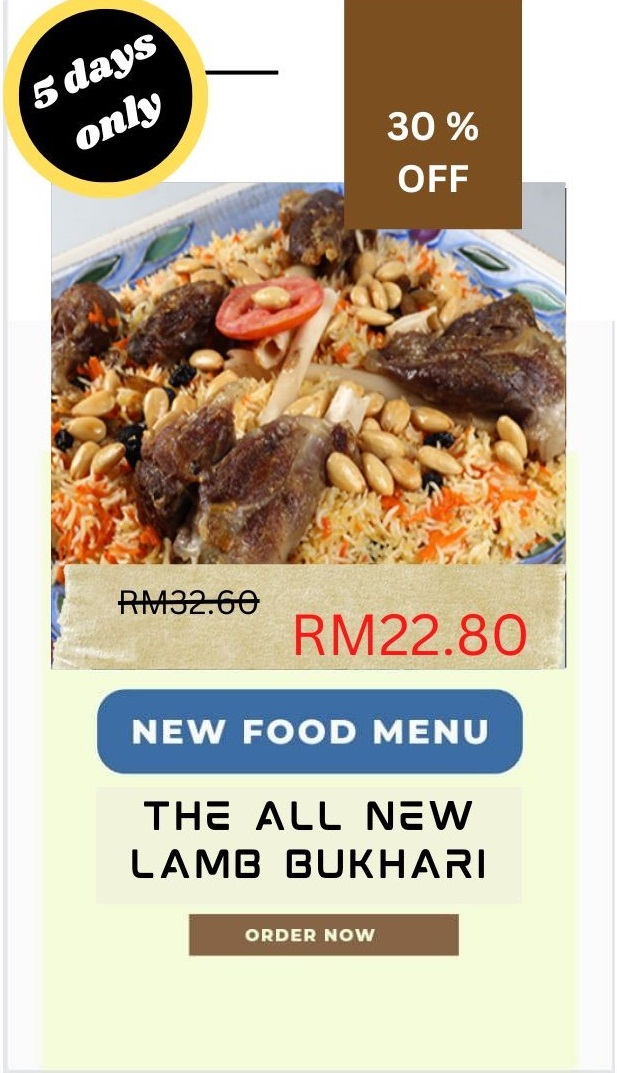 5 days
only
30 %
OFF
RM32.60
RM22.80
NEW FOOD MENU
THE ALL NEW
LAMB BUKHARI
ORDER NOW